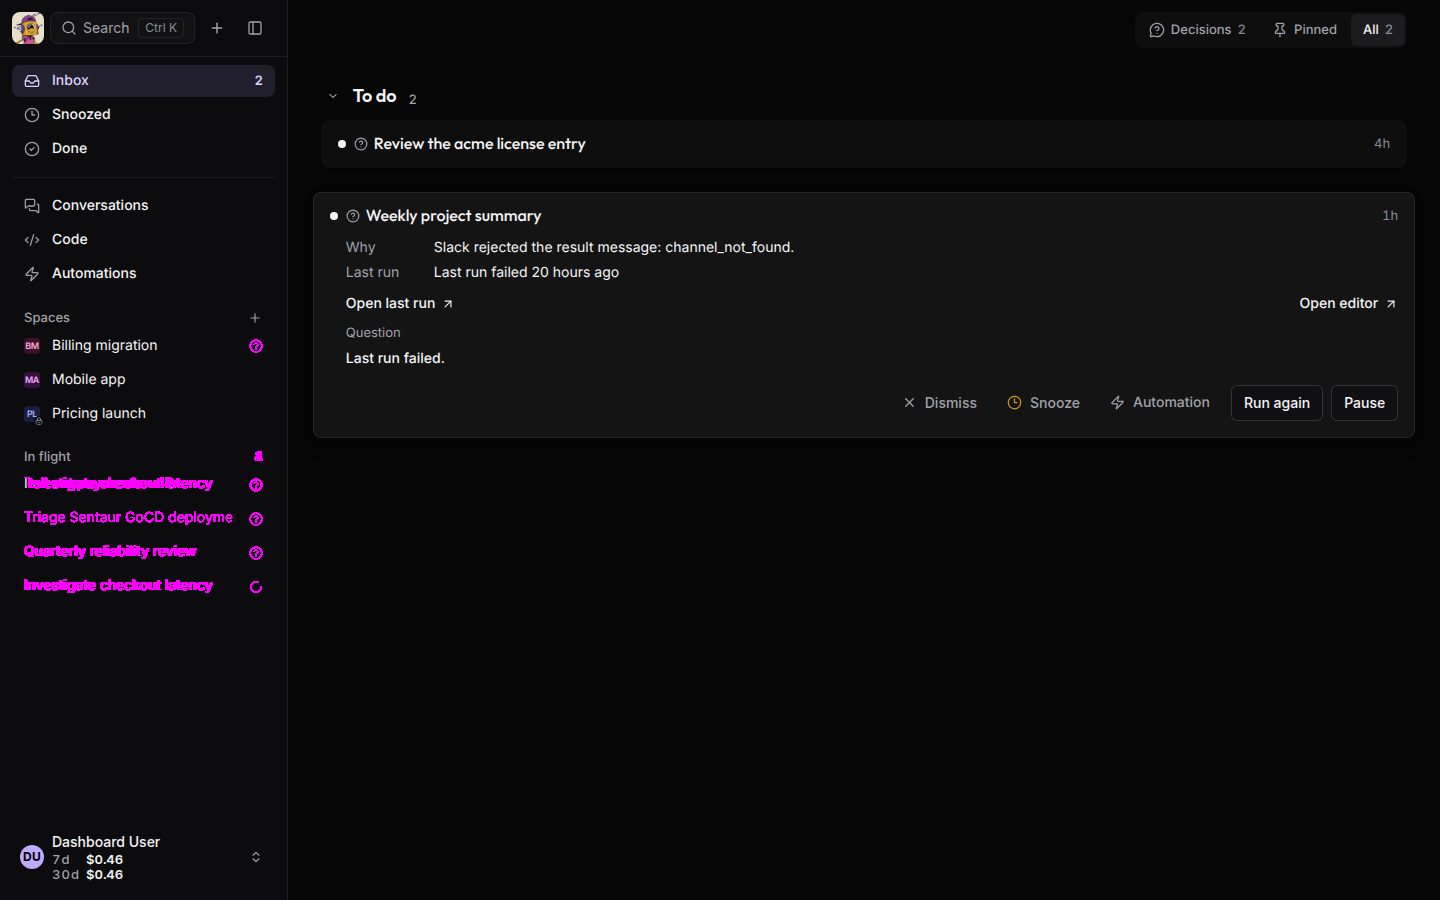 Search Ctrl K
Decisions 2 Pinned All 2
Inbox 2
Snoozed
Done
Conversations
Code
Automations
Spaces
BM Billing migration
MA Mobile app
PL Pricing launch
In flight
Triage Sentaur GoCD deployme
Quarterly reliability review
Investigate checkout latency
DU Dashboard User
7d $0.46
30d $0.46
To do 2
Review the acme license entry 4h
Weekly project summary 1h
Why Slack rejected the result message: channel_not_found.
Last run Last run failed 20 hours ago
Open last run Open editor
Question
Last run failed.
Dismiss Snooze Automation Run again Pause